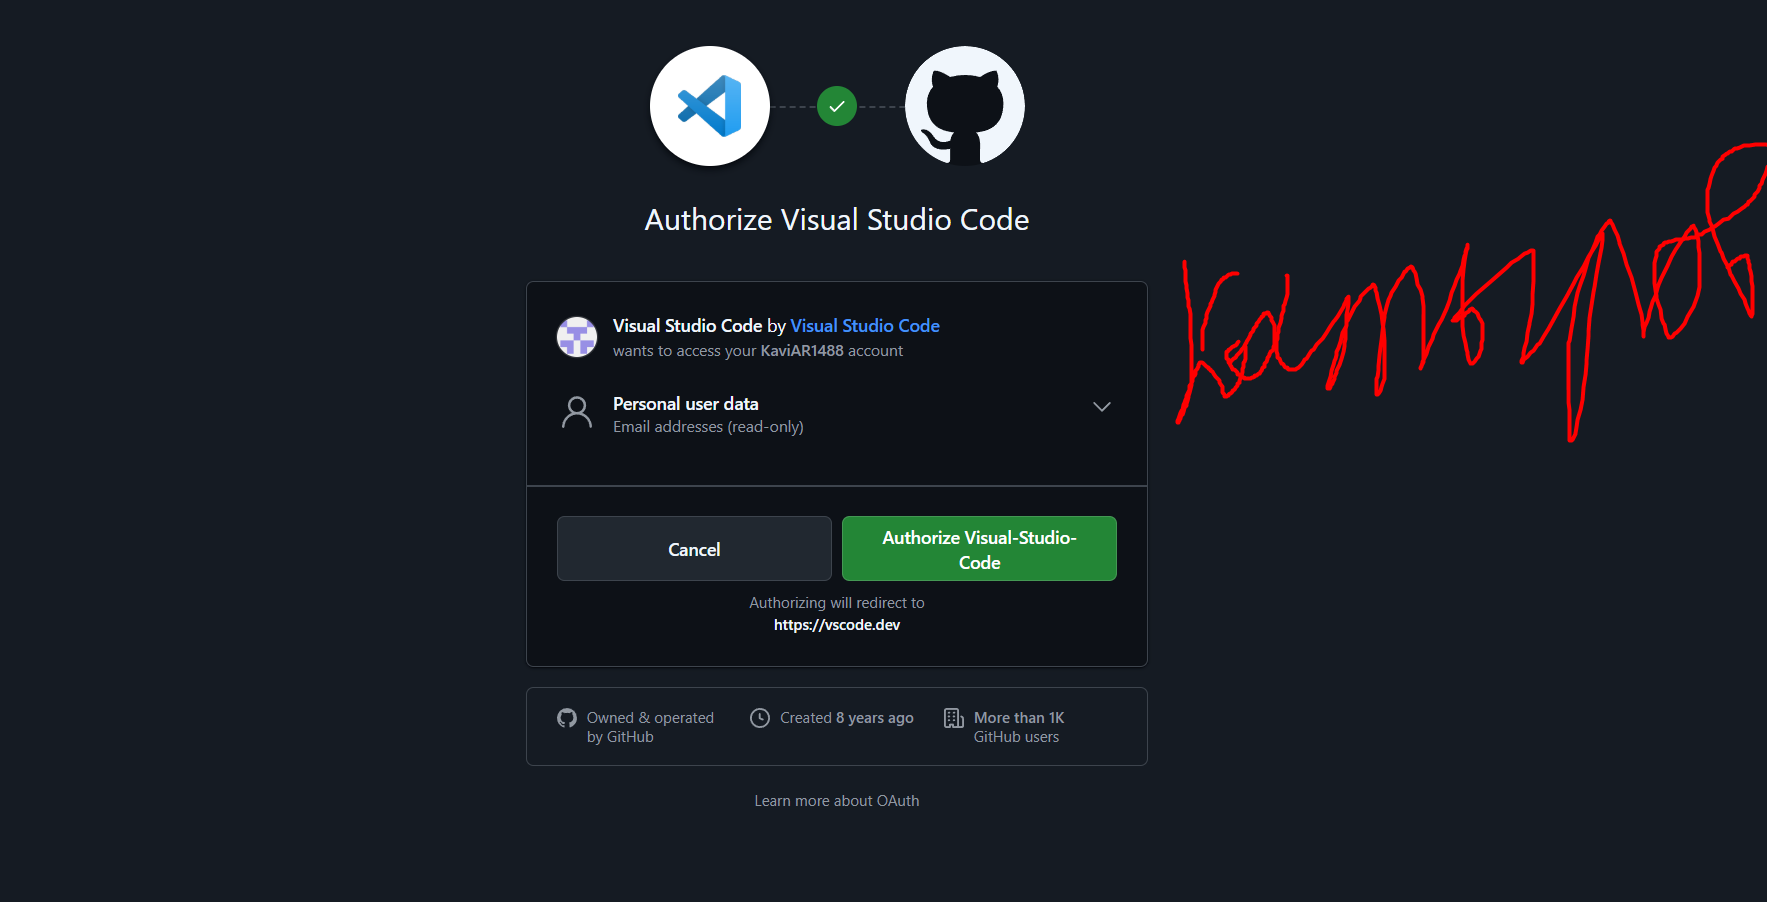 Authorize Visual Studio Code
Visual Studio Code by Visual Studio Code
wants to access your KaviAR1488 account
Personal user data
Email addresses (read-only)
Cancel
Authorize Visual-Studio-
Code
Authorizing will redirect to
https://vscode.dev
Owned & operated
by GitHub
Created 8 years ago
More than 1K
GitHub users
Learn more about OAuth